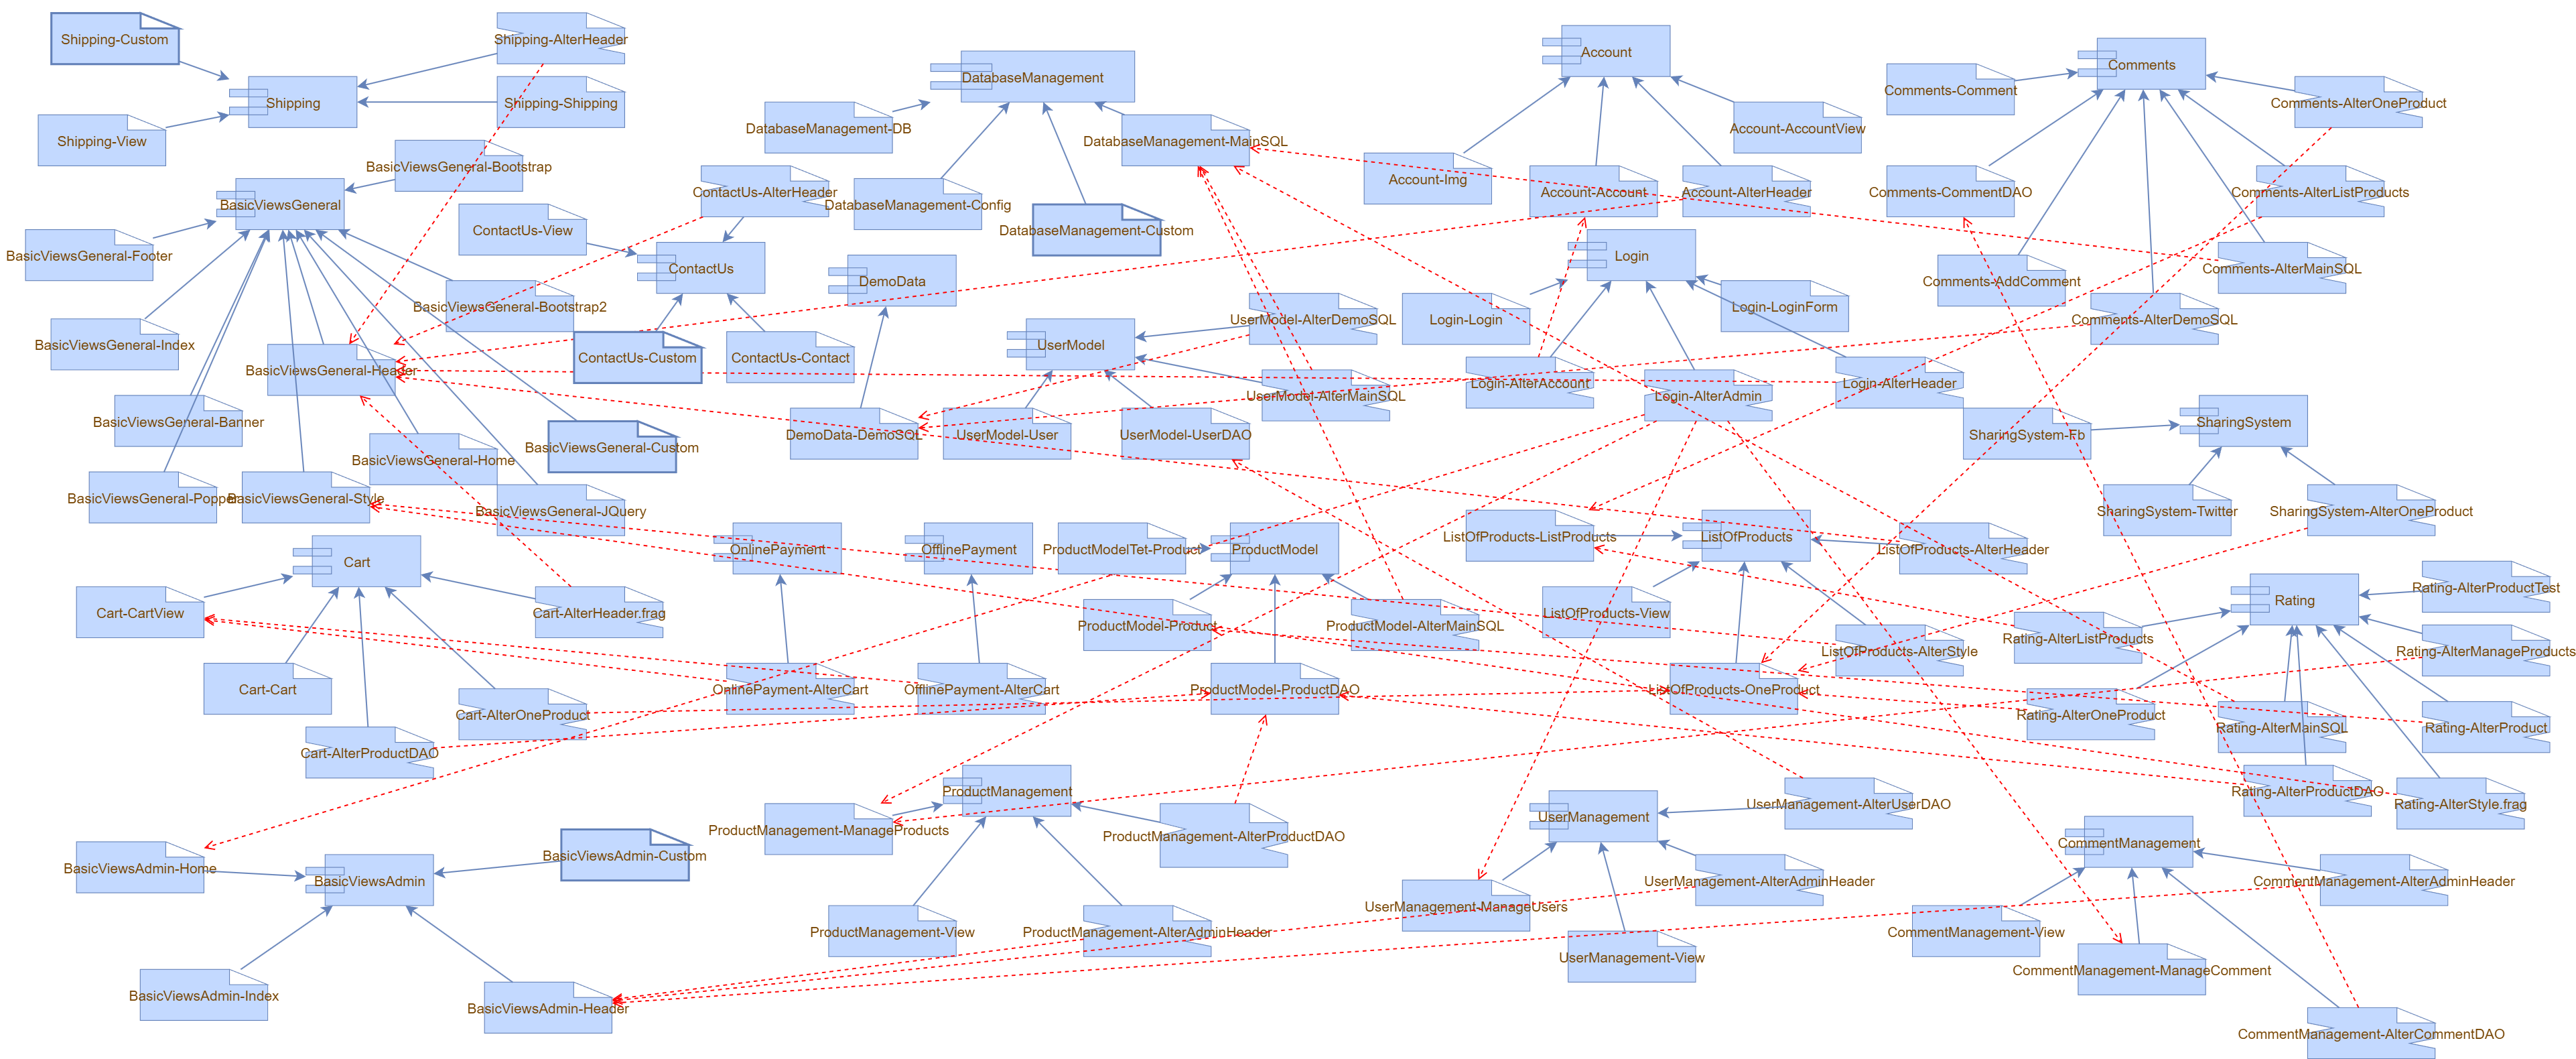 Shipping-Custom
Shipping-AlterHeader
Shipping
Shipping-Shipping
Shipping-View
BasicViewsGeneral-Bootstrap
BasicViewsGeneral
BasicViewsGeneral-Footer
BasicViewsGeneral-Index
BasicViewsGeneral-Header
BasicViewsGeneral-Bootstrap2
BasicViewsGeneral-Banner
BasicViewsGeneral-Home
BasicViewsGeneral-Custom
BasicViewsGeneral-Popper
BasicViewsGeneral-Style
BasicViewsGeneral-JQuery
ContactUs-AlterHeader
ContactUs-View
ContactUs
ContactUs-Custom
ContactUs-Contact
DatabaseManagement
DatabaseManagement-DB
DatabaseManagement-MainSQL
DatabaseManagement-Config
DatabaseManagement-Custom
DemoData
DemoData-DemoSQL
UserModel
UserModel-AlterDemoSQL
UserModel-AlterMainSQL
UserModel-User
UserModel-UserDAO
Account
Account-AccountView
Account-Img
Account-Account
Account-AlterHeader
Login
Login-Login
Login-LoginForm
Login-AlterAccount
Login-AlterAdmin
Login-AlterHeader
Comments
Comments-Comment
Comments-AlterOneProduct
Comments-CommentDAO
Comments-AlterListProducts
Comments-AddComment
Comments-AlterMainSQL
Comments-AlterDemoSQL
SharingSystem
SharingSystem-Fb
SharingSystem-Twitter
SharingSystem-AlterOneProduct
Cart
Cart-CartView
Cart-AlterHeader.frag
Cart-Cart
Cart-AlterOneProduct
Cart-AlterProductDAO
OnlinePayment
OnlinePayment-AlterCart
OfflinePayment
OfflinePayment-AlterCart
ProductModelTet-Product
ProductModel
ProductModel-Product
ProductModel-AlterMainSQL
ProductModel-ProductDAO
ListOfProducts-ListProducts
ListOfProducts
ListOfProducts-AlterHeader
ListOfProducts-View
ListOfProducts-AlterStyle
ListOfProducts-OneProduct
Rating
Rating-AlterProductTest
Rating-AlterListProducts
Rating-AlterManageProducts
Rating-AlterOneProduct
Rating-AlterMainSQL
Rating-AlterProduct
Rating-AlterProductDAO
Rating-AlterStyle.frag
BasicViewsAdmin-Home
BasicViewsAdmin
BasicViewsAdmin-Custom
BasicViewsAdmin-Index
BasicViewsAdmin-Header
ProductManagement
ProductManagement-ManageProducts
ProductManagement-AlterProductDAO
ProductManagement-View
ProductManagement-AlterAdminHeader
UserManagement
UserManagement-AlterUserDAO
UserManagement-AlterAdminHeader
UserManagement-ManageUsers
UserManagement-View
CommentManagement
CommentManagement-AlterAdminHeader
CommentManagement-View
CommentManagement-ManageComment
CommentManagement-AlterCommentDAO